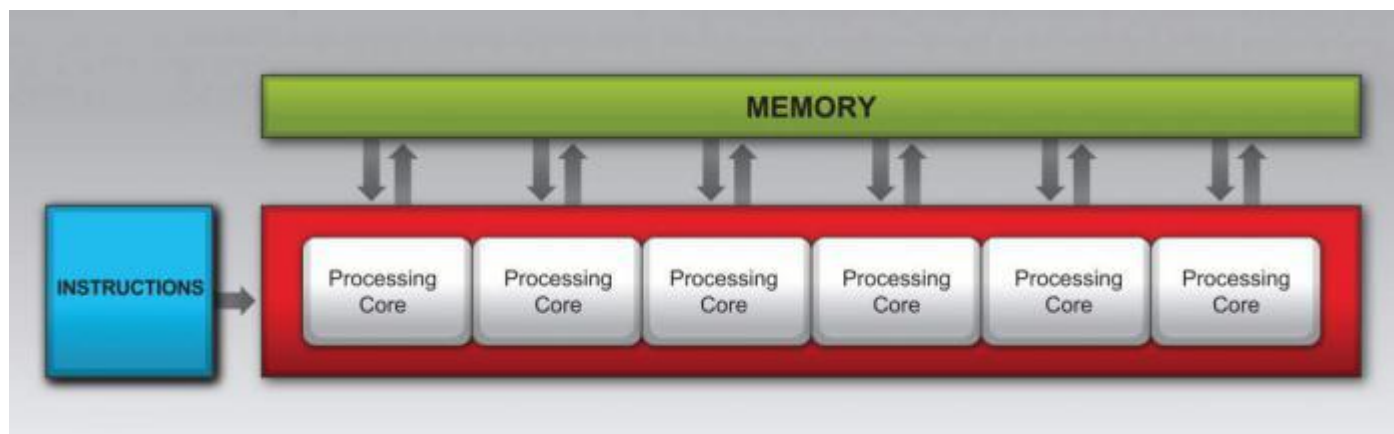 MEMORY
INSTRUCTIONS
Processing
Core
Processing
Core
Processing
Core
Processing
Core
Processing
Core
Processing
Core